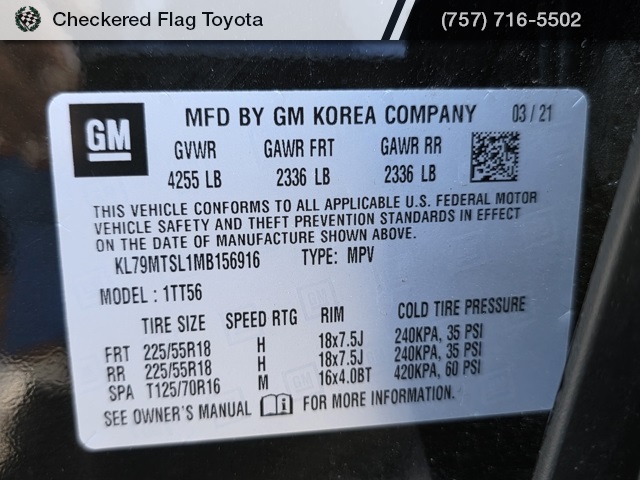 Checkered Flag Toyota (757) 716-5502
GM MFD BY GM KOREA COMPANY 03/21
GVWR GAWR FRT GAWR RR
4255 LB 2336 LB 2336 LB
THIS VEHICLE CONFORMS TO ALL APPLICABLE U.S. FEDERAL MOTOR
VEHICLE SAFETY AND THEFT PREVENTION STANDARDS IN EFFECT
ON THE DATE OF MANUFACTURE SHOWN ABOVE.
KL79MTSL1MB156916 TYPE: MPV
MODEL : 1TT56
TIRE SIZE SPEED RTG RIM COLD TIRE PRESSURE
FRT 225/55R18 H 18x7.5J 240KPA, 35 PSI
RR 225/55R18 H 18x7.5J 240KPA, 35 PSI
SPA T125/70R16 M 16x4.0BT 420KPA, 60 PSI
SEE OWNER'S MANUAL FOR MORE INFORMATION.